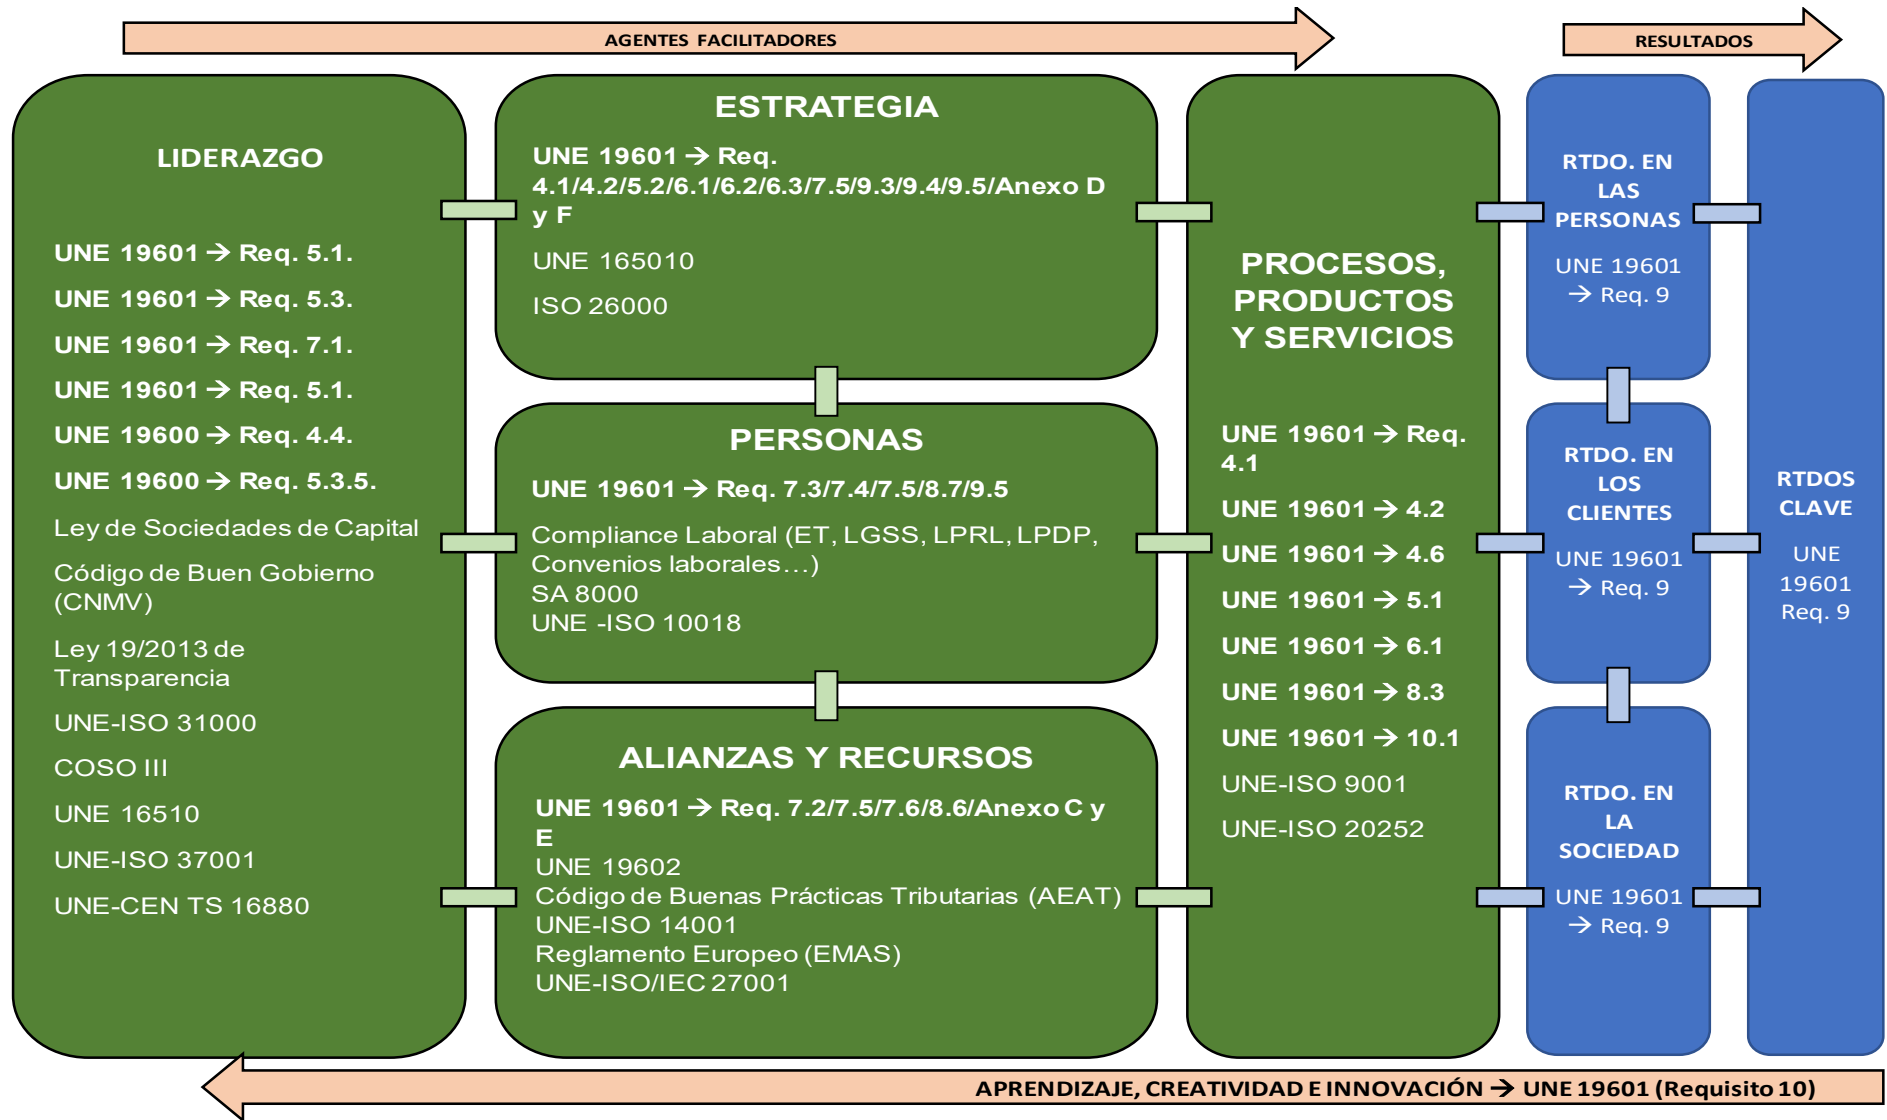 AGENTES FACILITADORES
RESULTADOS
LIDERAZGO
UNE 19601 → Req. 5.1.
UNE 19601 → Req. 5.3.
UNE 19601 → Req. 7.1.
UNE 19601 → Req. 5.1.
UNE 19600 → Req. 4.4.
UNE 19600 → Req. 5.3.5.
Ley de Sociedades de Capital
Código de Buen Gobierno
(CNMV)
Ley 19/2013 de
Transparencia
UNE-ISO 31000
COSO III
UNE 16510
UNE-ISO 37001
UNE-CEN TS 16880
ESTRATEGIA
UNE 19601 → Req.
4.1/4.2/5.2/6.1/6.2/6.3/7.5/9.3/9.4/9.5/Anexo D
y F
UNE 165010
ISO 26000
PERSONAS
UNE 19601 → Req. 7.3/7.4/7.5/8.7/9.5
Compliance Laboral (ET, LGSS, LPRL, LPDP,
Convenios laborales…)
SA 8000
UNE -ISO 10018
ALIANZAS Y RECURSOS
UNE 19601 → Req. 7.2/7.5/7.6/8.6/Anexo C y
E
UNE 19602
Código de Buenas Prácticas Tributarias (AEAT)
UNE-ISO 14001
Reglamento Europeo (EMAS)
UNE-ISO/IEC 27001
PROCESOS,
PRODUCTOS
Y SERVICIOS
UNE 19601 → Req.
4.1
UNE 19601 → 4.2
UNE 19601 → 4.6
UNE 19601 → 5.1
UNE 19601 → 6.1
UNE 19601 → 8.3
UNE 19601 → 10.1
UNE-ISO 9001
UNE-ISO 20252
RTDO. EN
LAS
PERSONAS
UNE 19601
→ Req. 9
RTDO. EN
LOS
CLIENTES
UNE 19601
→ Req. 9
RTDO. EN
LA
SOCIEDAD
UNE 19601
→ Req. 9
RTDOS
CLAVE
UNE
19601
Req. 9
APRENDIZAJE, CREATIVIDAD E INNOVACIÓN → UNE 19601 (Requisito 10)